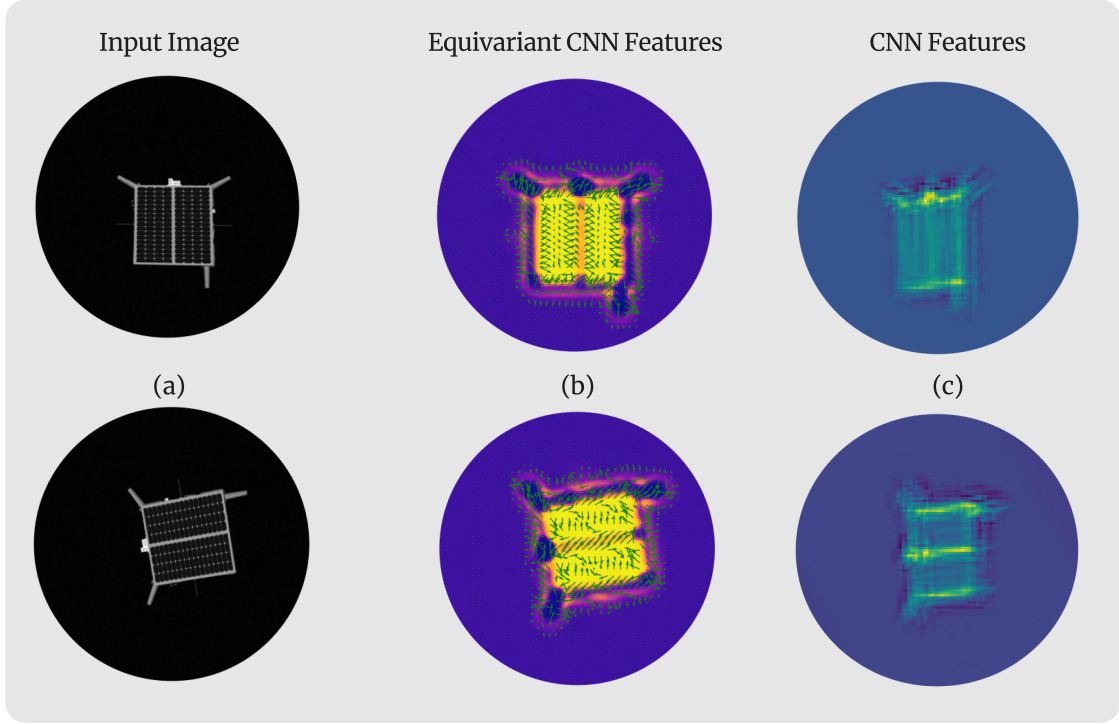 Input Image
Equivariant CNN Features
CNN Features
(a)
(b)
(c)